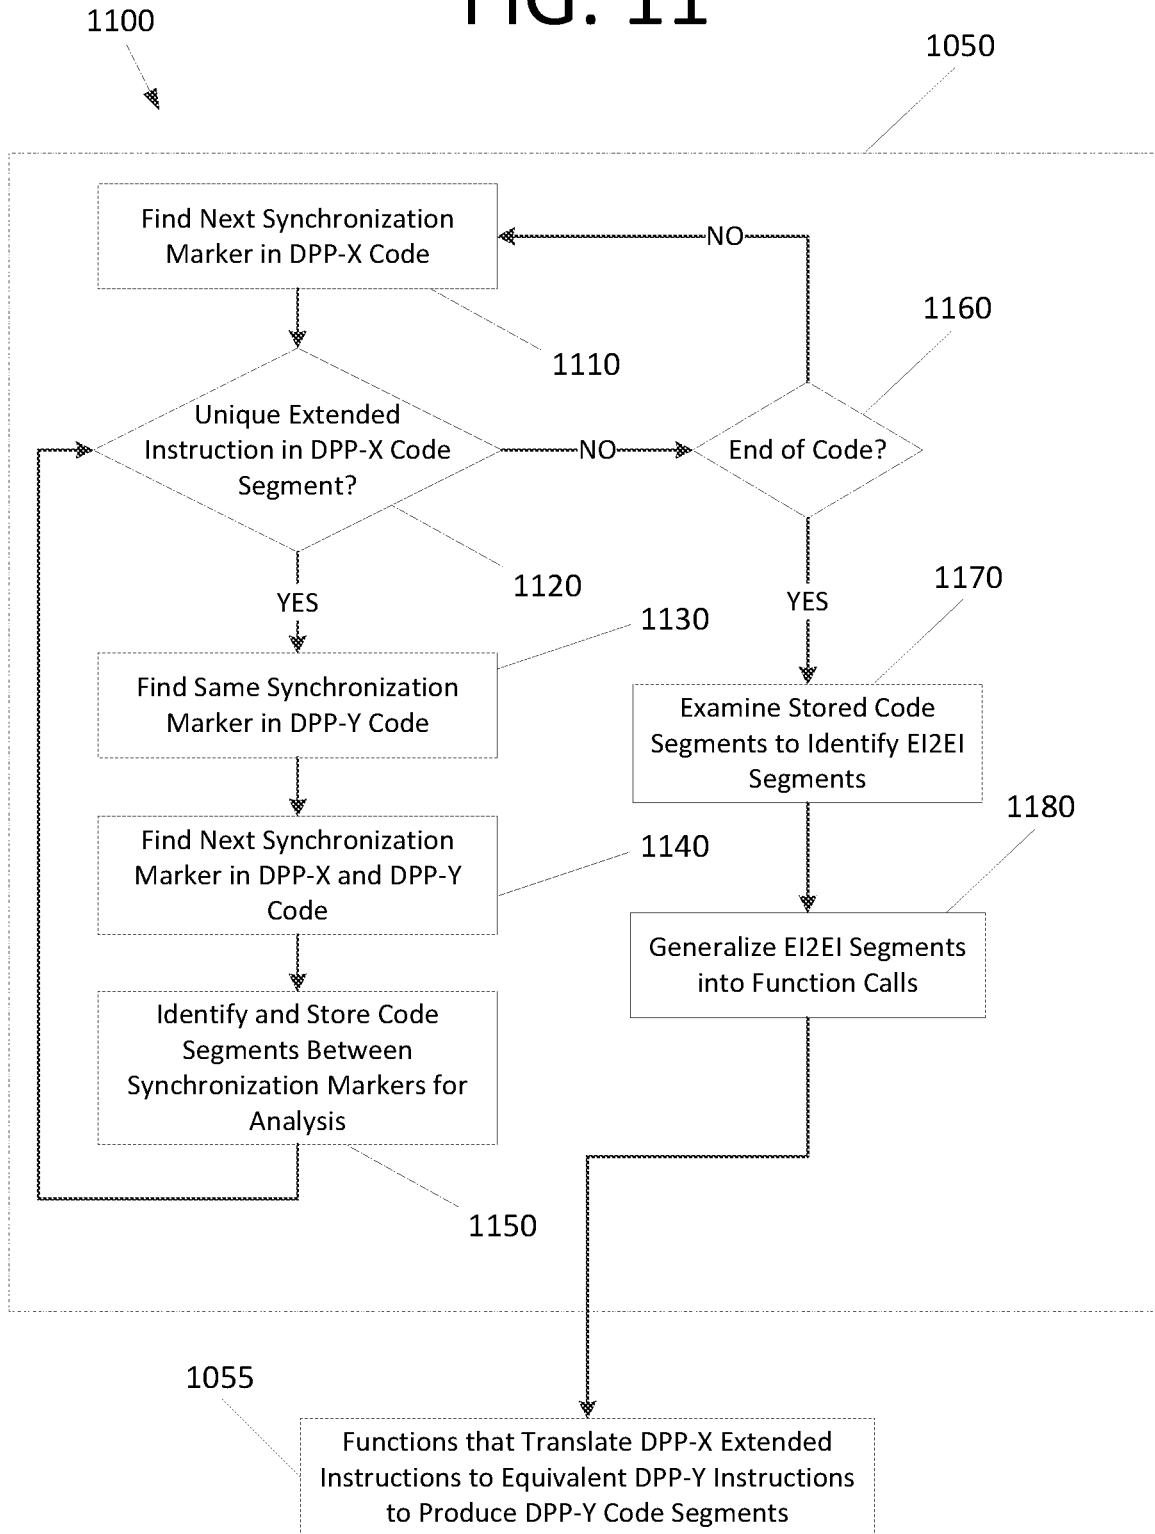 FIG. 11
1100
1050
Find Next Synchronization
Marker in DPP-X Code
NO
1110
1160
Unique Extended
Instruction in DPP-X Code
Segment?
NO
End of Code?
1120
YES
YES
1130
1170
Find Same Synchronization
Marker in DPP-Y Code
Examine Stored Code
Segments to Identify EI2EI
Segments
1140
1180
Find Next Synchronization
Marker in DPP-X and DPP-Y
Code
Generalize EI2EI Segments
into Function Calls
Identify and Store Code
Segments Between
Synchronization Markers for
Analysis
1150
1055
Functions that Translate DPP-X Extended
Instructions to Equivalent DPP-Y Instructions
to Produce DPP-Y Code Segments